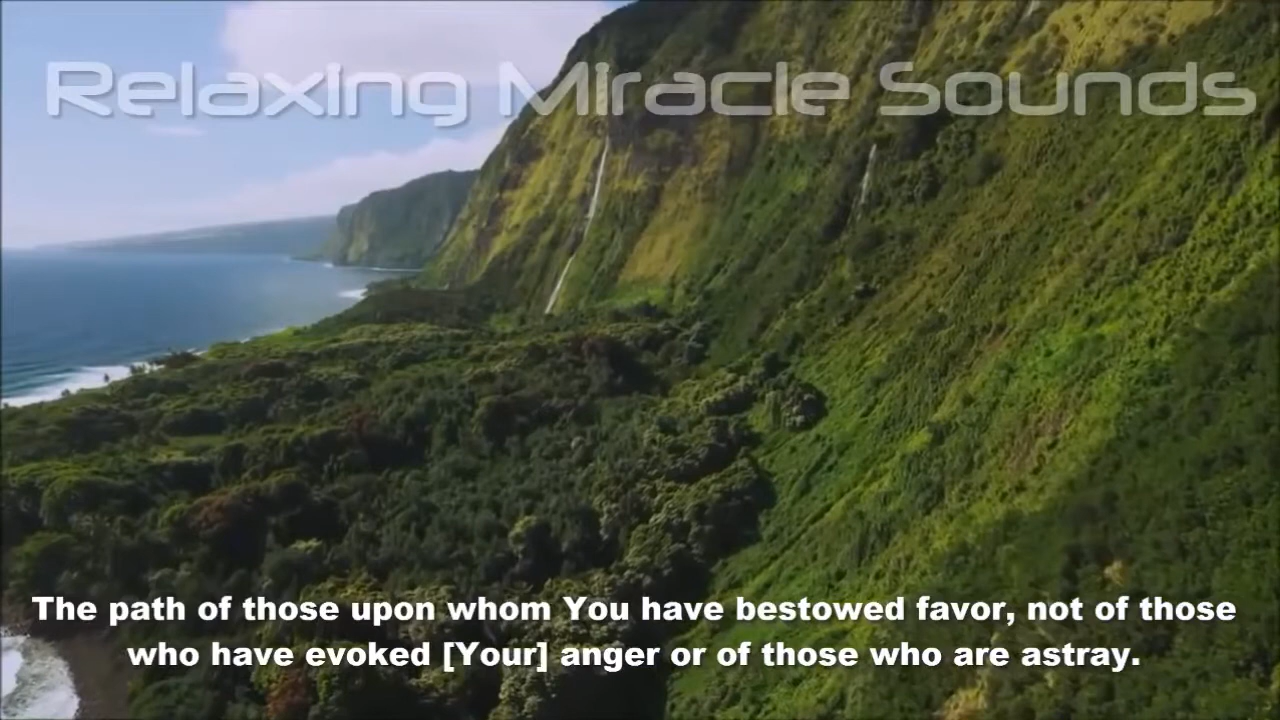 Relaxing Miracle Sounds
The path of those upon whom You have bestowed favor, not of those
who have evoked [Your] anger or of those who are astray.